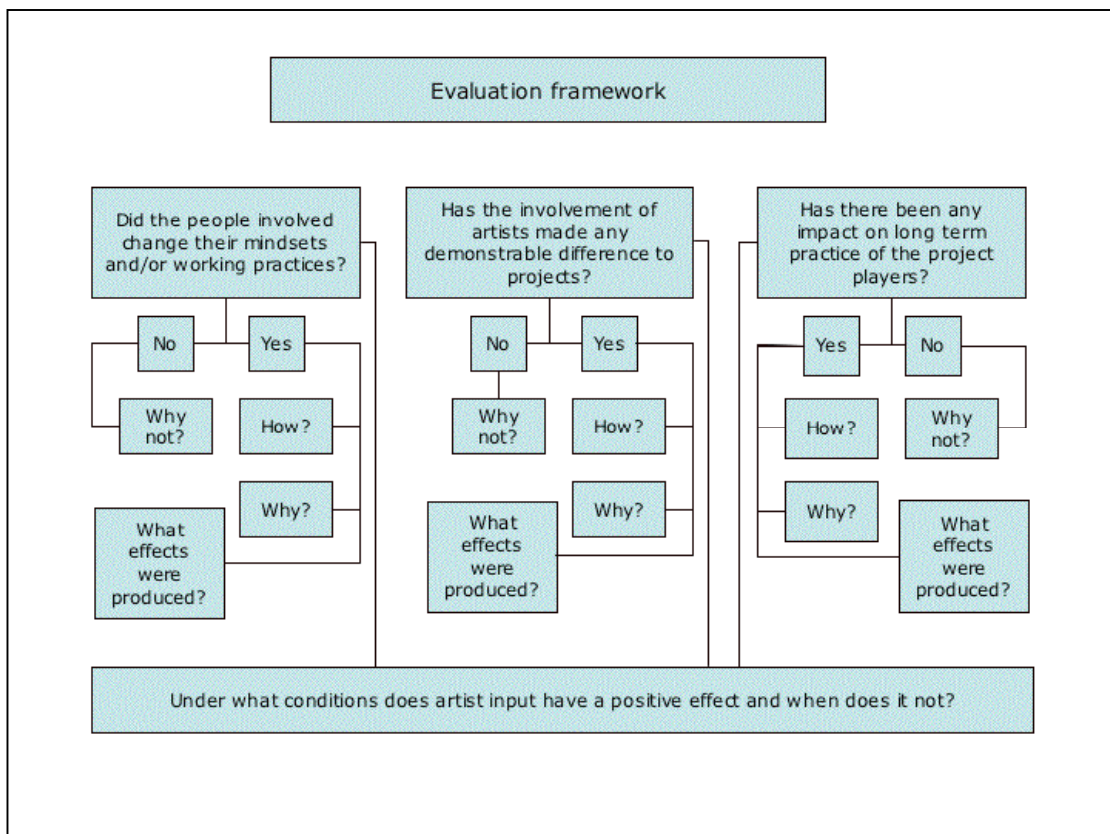 Evaluation framework
Did the people involved
change their mindsets
and/or working practices?
No
Yes
Why
not?
How?
Why?
What
effects
were
produced?
Has the involvement of
artists made any
demonstrable difference to
projects?
No
Yes
Why
not?
How?
Why?
What
effects
were
produced?
Has there been any
impact on long term
practice of the project
players?
Yes
No
How?
Why
not?
Why?
What
effects
were
produced?
Under what conditions does artist input have a positive effect and when does it not?